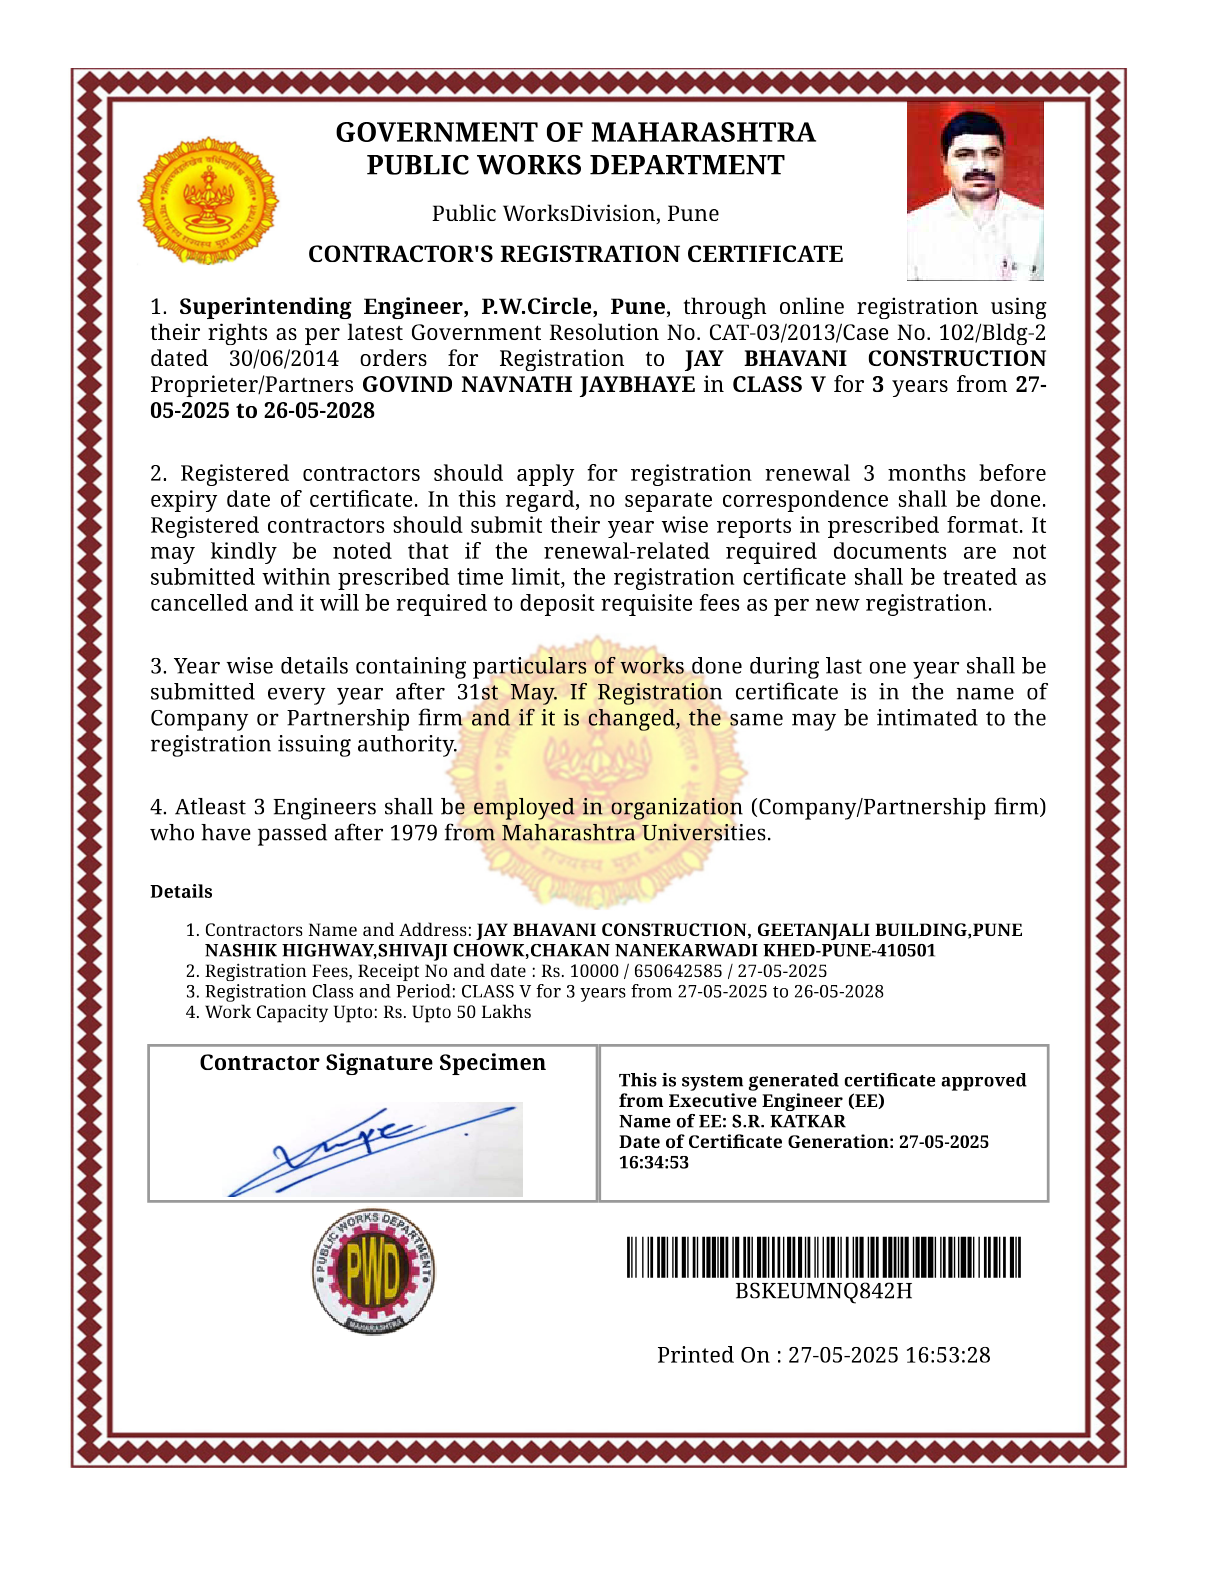 GOVERNMENT OF MAHARASHTRA
PUBLIC WORKS DEPARTMENT
Public WorksDivision, Pune
CONTRACTOR'S REGISTRATION CERTIFICATE
1. Superintending Engineer, P.W.Circle, Pune, through online registration using
their rights as per latest Government Resolution No. CAT-03/2013/Case No. 102/Bldg-2
dated 30/06/2014 orders for Registration to JAY BHAVANI CONSTRUCTION
Proprieter/Partners GOVIND NAVNATH JAYBHAYE in CLASS V for 3 years from 27-
05-2025 to 26-05-2028
2. Registered contractors should apply for registration renewal 3 months before
expiry date of certificate. In this regard, no separate correspondence shall be done.
Registered contractors should submit their year wise reports in prescribed format. It
may kindly be noted that if the renewal-related required documents are not
submitted within prescribed time limit, the registration certificate shall be treated as
cancelled and it will be required to deposit requisite fees as per new registration.
3. Year wise details containing particulars of works done during last one year shall be
submitted every year after 31st May. If Registration certificate is in the name of
Company or Partnership firm and if it is changed, the same may be intimated to the
registration issuing authority.
4. Atleast 3 Engineers shall be employed in organization (Company/Partnership firm)
who have passed after 1979 from Maharashtra Universities.
Details
1. Contractors Name and Address: JAY BHAVANI CONSTRUCTION, GEETANJALI BUILDING,PUNE
NASHIK HIGHWAY,SHIVAJI CHOWK,CHAKAN NANEKARWADI KHED-PUNE-410501
2. Registration Fees, Receipt No and date : Rs. 10000 / 650642585 / 27-05-2025
3. Registration Class and Period: CLASS V for 3 years from 27-05-2025 to 26-05-2028
4. Work Capacity Upto: Rs. Upto 50 Lakhs
Contractor Signature Specimen
This is system generated certificate approved
from Executive Engineer (EE)
Name of EE: S.R. KATKAR
Date of Certificate Generation: 27-05-2025
16:34:53
PUBLIC WORKS DEPARTMENT
PWD
MAHARASHTRA
BSKEUMNQ842H
Printed On : 27-05-2025 16:53:28